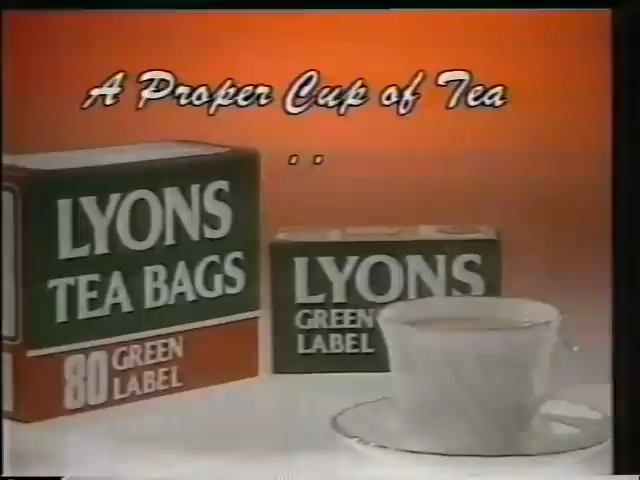 A Proper Cup of Tea
..
LYONS
TEA BAGS
80 GREEN
LABEL
LYONS
GREEN
LABEL